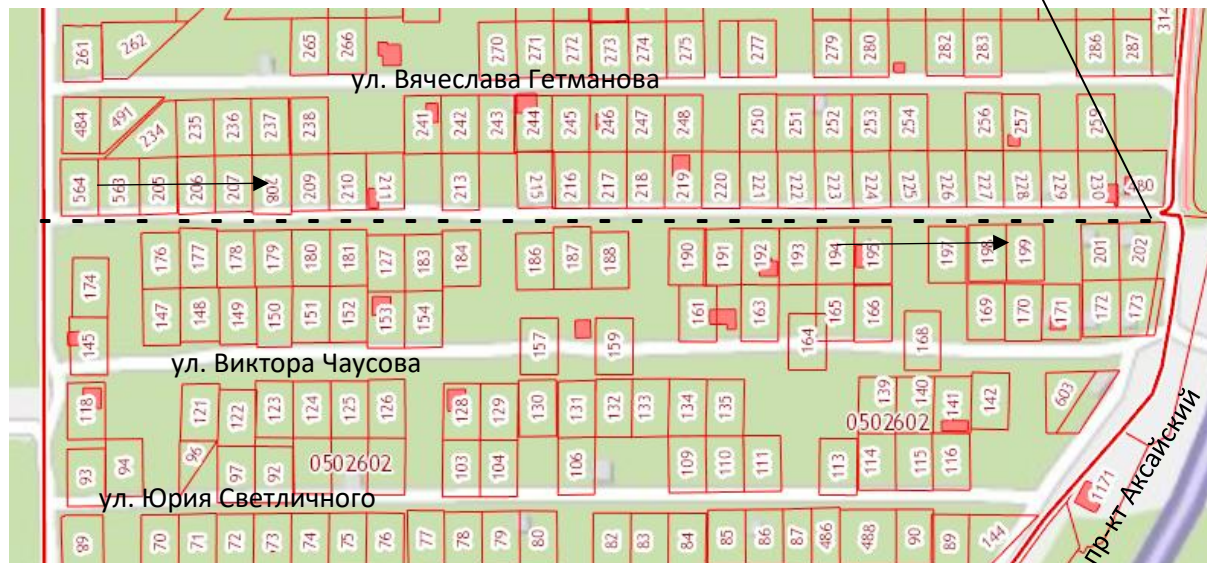 261 262 265 266 270 271 272 273 274 275 277 279 280 282 283 286 287 314
ул. Вячеслава Гетманова
484 491 234 235 236 237 238 241 242 243 244 245 246 247 248 250 251 252 253 254 256 257 259
564 563 205 206 207 208 209 210 211 213 215 216 217 218 219 220 221 222 223 224 225 226 227 228 229 230 480
174 176 177 178 179 180 181 127 183 184 186 187 188 190 191 192 193 194 195 197 198 199 201 202
145 147 148 149 150 151 152 153 154 157 159 161 163 164 165 166 168 169 170 171 172 173
ул. Виктора Чаусова
118 121 122 123 124 125 126 128 129 130 131 132 133 134 135 139 140 141 142 603
0502602
93 94 96 97 92 0502602 103 104 106 109 110 111 113 114 115 116
ул. Юрия Светличного
1171
пр-кт Аксайский
89 70 71 72 73 74 75 76 77 78 79 80 82 83 84 85 86 87 486 488 90 89 144